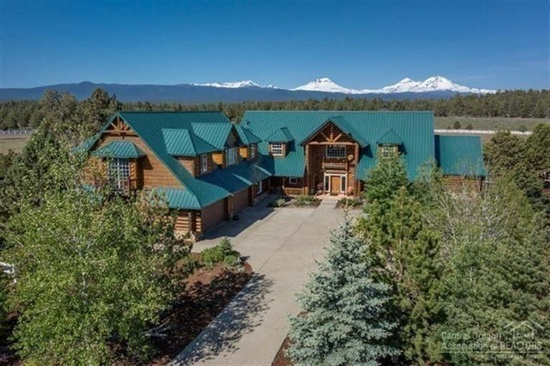 Central Oregon
Association of REALTORS